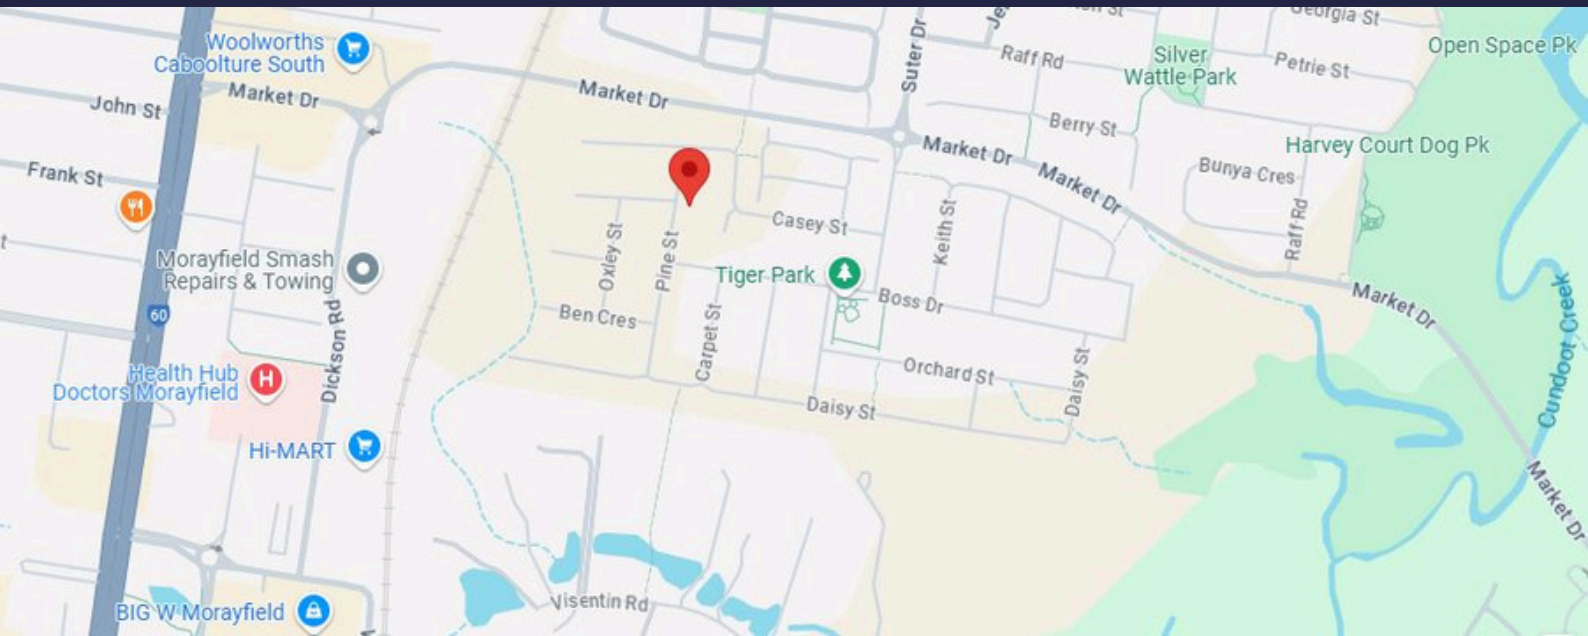 Georgia St
Woolworths
Caboolture South
Suter Dr
Raff Rd
Silver
Wattle Park
Petrie St
Open Space Pk
John St
Market Dr
Market Dr
Berry St
Market Dr
Market Dr
Harvey Court Dog Pk
Frank St
Bunya Cres
Casey St
Keith St
Raff Rd
Oxley St
Pine St
Morayfield Smash
Repairs & Towing
Tiger Park
Boss Dr
Market Dr
60
Ben Cres
Carpet St
Dickson Rd
Cundoot Creek
Health Hub
Doctors Morayfield
H
Orchard St
Daisy St
Daisy St
Hi-MART
Market Dr
Visentin Rd
BIG W Morayfield